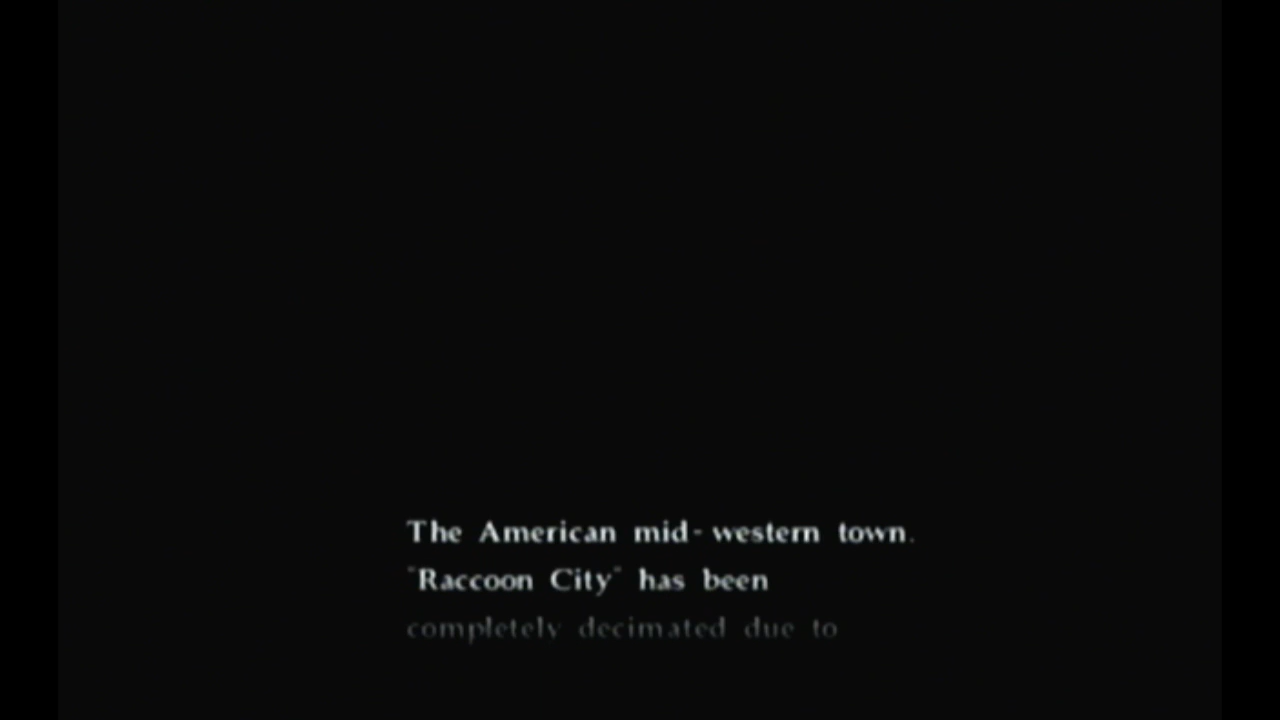 The American mid-western town.
"Raccoon City" has been
completely decimated due to